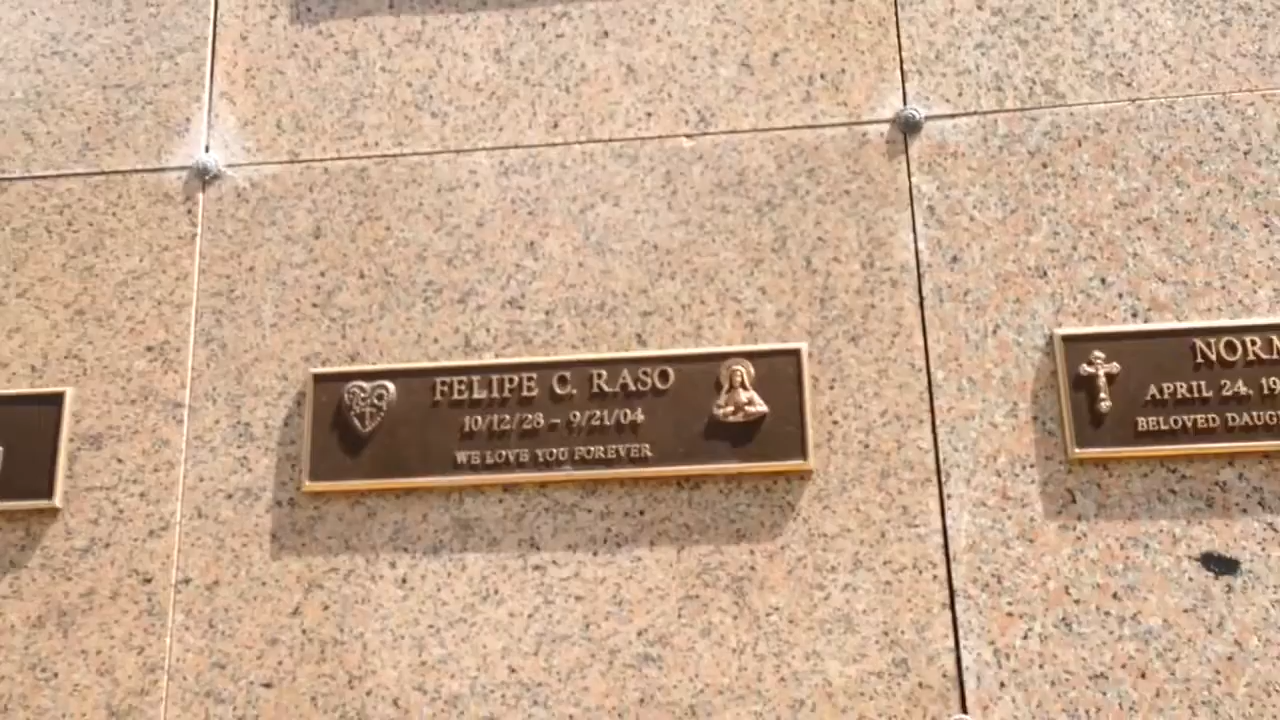 FELIPE C. RASO
10/12/28 - 9/21/04
WE LOVE YOU FOREVER
NORM
APRIL 24, 19
BELOVED DAUG